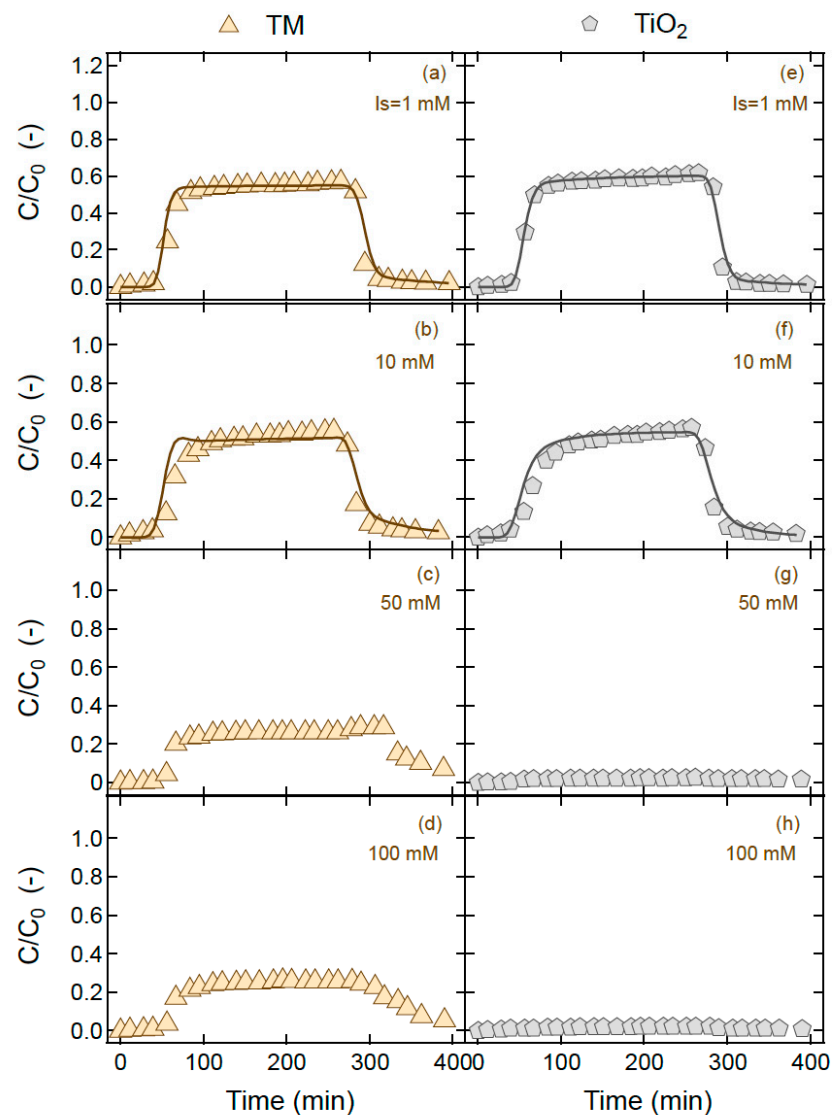 TM TiO₂
(a) (e)
Is=1 mM Is=1 mM
1.2
1.0
0.8
0.6
0.4
0.2
0.0
C/C₀ (-)
(b) (f)
10 mM 10 mM
1.0
0.8
0.6
0.4
0.2
0
C/C₀ (-)
(c) (g)
50 mM 50 mM
1.0
0.8
0.6
0.4
0.2
0
C/C₀ (-)
(d) (h)
100 mM 100 mM
1.0
0.8
0.6
0.4
0.2
0.0
C/C₀ (-)
0 100 200 300 400 0 100 200 300 400
Time (min) Time (min)